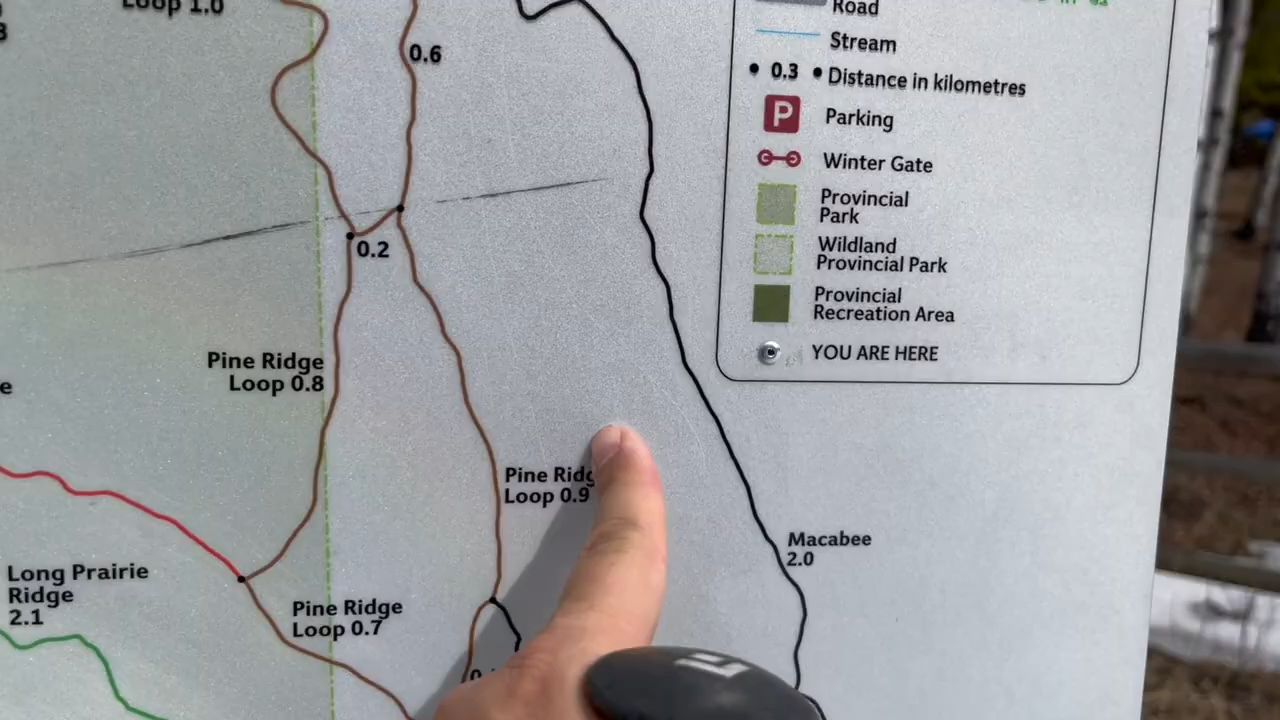 Loop 1.0
0.6
Road
Stream
0.3
Distance in kilometres
P
Parking
Winter Gate
Provincial
Park
Wildland
Provincial Park
Provincial
Recreation Area
YOU ARE HERE
0.2
Pine Ridge
Loop 0.8
Loop 0.9
Macabee
2.0
Long Prairie
Ridge
2.1
Pine Ridge
Loop 0.7